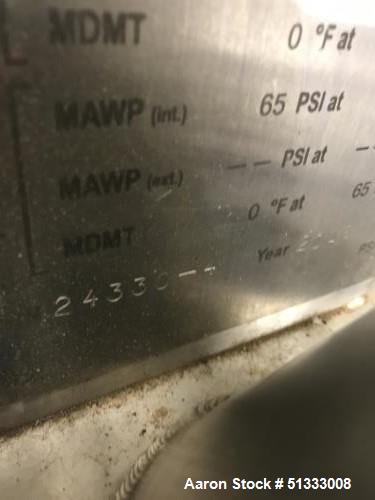 MDMT 0 °F at
MAWP (int.) 65 PSI at
MAWP (ext.) -- PSI at --
MDMT 0 °F at 65
24330-- Year
Aaron Stock # 51333008